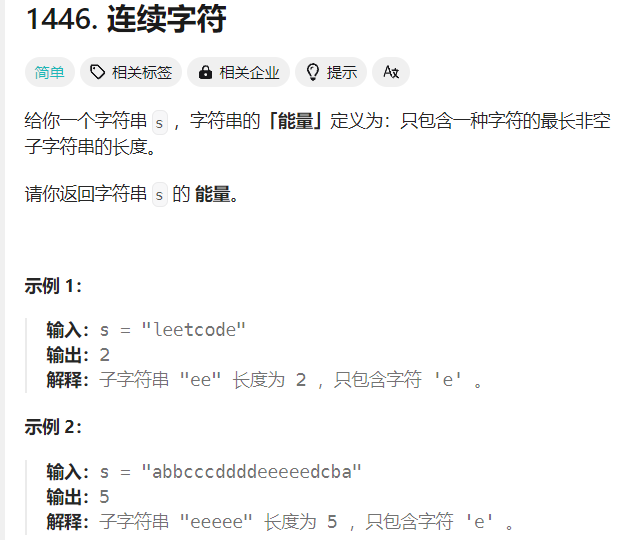 1446. 连续字符
简单 相关标签 相关企业 提示
给你一个字符串 s ，字符串的「能量」定义为：只包含一种字符的最长非空
子字符串的长度。
请你返回字符串 s 的 能量。
示例 1：
输入：s = "leetcode"
输出：2
解释：子字符串 "ee" 长度为 2 ，只包含字符 'e' 。
示例 2：
输入：s = "abbcccddddeeeeedcba"
输出：5
解释：子字符串 "eeeee" 长度为 5 ，只包含字符 'e' 。